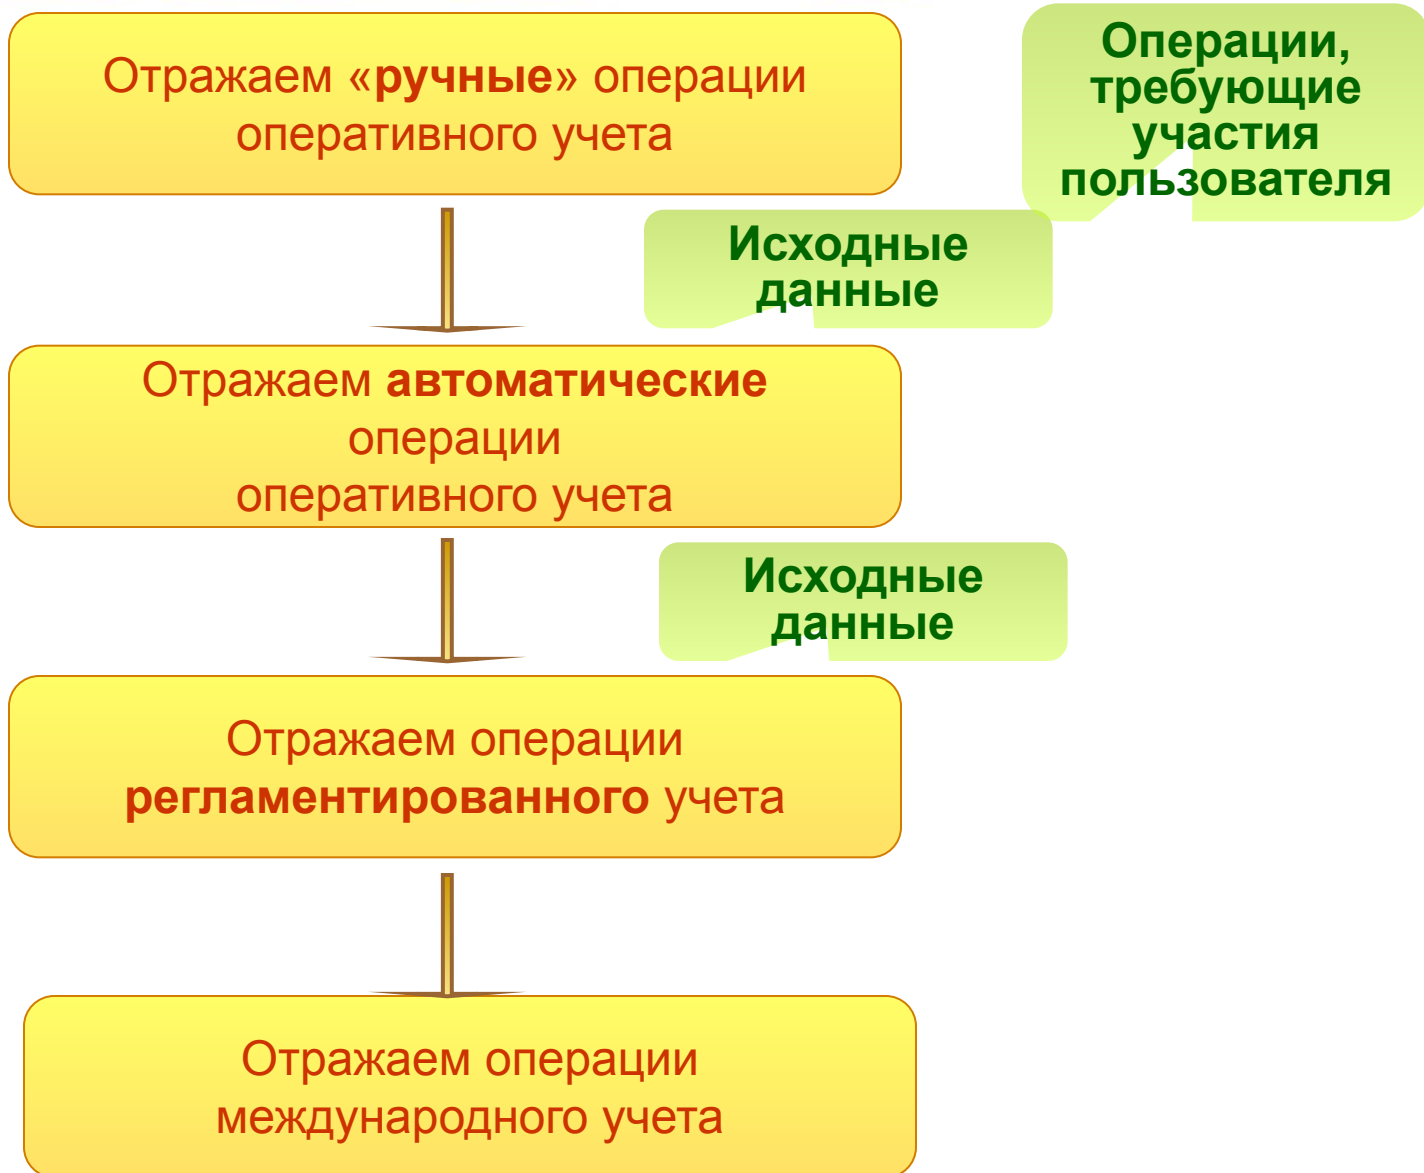 Отражаем «ручные» операции
оперативного учета
Операции,
требующие
участия
пользователя
Исходные
данные
Отражаем автоматические
операции
оперативного учета
Исходные
данные
Отражаем операции
регламентированного учета
Отражаем операции
международного учета